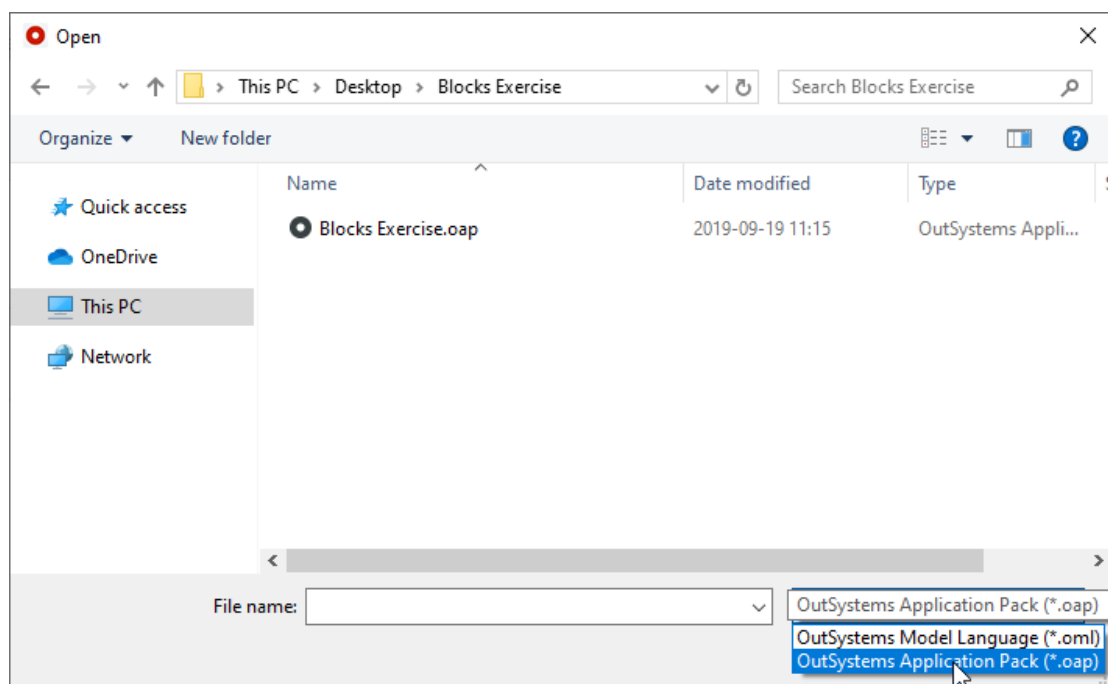 Open
This PC > Desktop > Blocks Exercise
Search Blocks Exercise
Organize
New folder
Name
Date modified
Type
Quick access
Blocks Exercise.oap
2019-09-19 11:15
OutSystems Appli...
OneDrive
This PC
Network
File name:
OutSystems Application Pack (*.oap)
OutSystems Model Language (*.oml)
OutSystems Application Pack (*.oap)